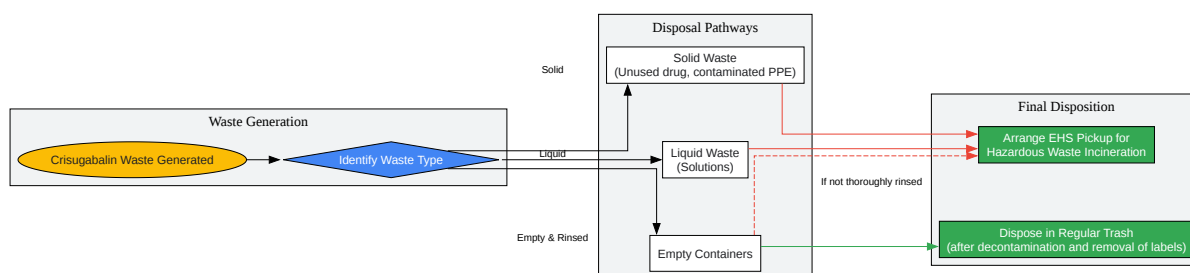 Waste Generation
Crisugabalin Waste Generated
Identify Waste Type
Solid
Liquid
Empty & Rinsed
Disposal Pathways
Solid Waste
(Unused drug, contaminated PPE)
Liquid Waste
(Solutions)
Empty Containers
If not thoroughly rinsed
Final Disposition
Arrange EHS Pickup for
Hazardous Waste Incineration
Dispose in Regular Trash
(after decontamination and removal of labels)